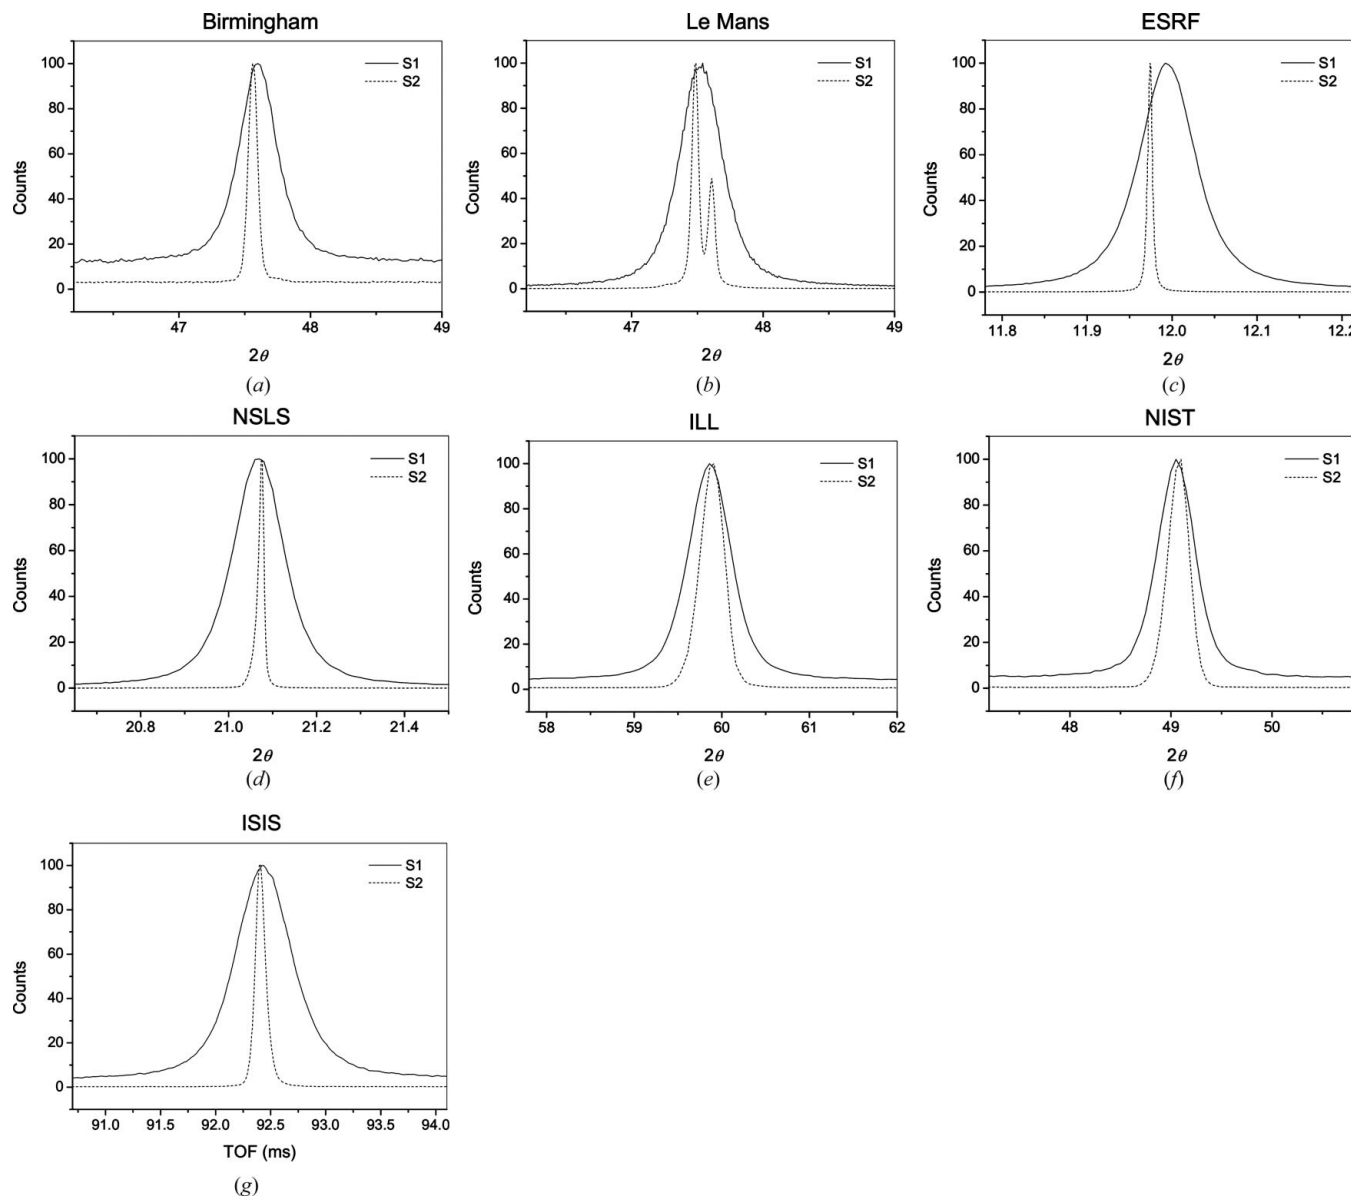 Birmingham
S1
S2
100
80
60
40
20
0
Counts
47
48
49
2θ
(a)
Le Mans
S1
S2
100
80
60
40
20
0
Counts
47
48
49
2θ
(b)
ESRF
S1
S2
100
80
60
40
20
0
Counts
11.8
11.9
12.0
12.1
12.2
2θ
(c)
NSLS
S1
S2
100
80
60
40
20
0
Counts
20.8
21.0
21.2
21.4
2θ
(d)
ILL
S1
S2
100
80
60
40
20
0
Counts
58
59
60
61
62
2θ
(e)
NIST
S1
S2
100
80
60
40
20
0
Counts
48
49
50
2θ
(f)
ISIS
S1
S2
100
80
60
40
20
0
Counts
91.0
91.5
92.0
92.5
93.0
93.5
94.0
TOF (ms)
(g)